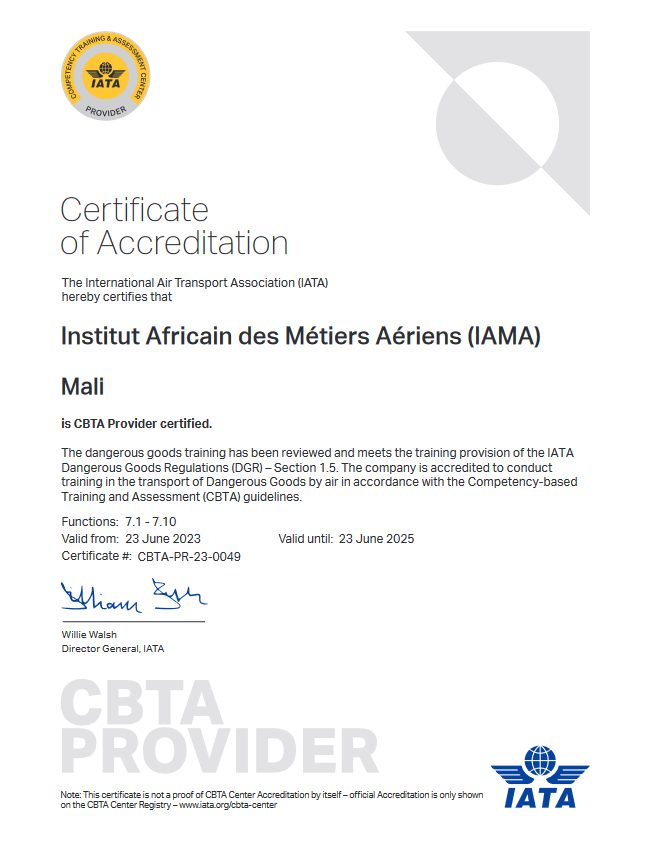 COMPETENCY TRAINING & ASSESSMENT CENTER
IATA
PROVIDER
Certificate
of Accreditation
The International Air Transport Association (IATA)
hereby certifies that
Institut Africain des Métiers Aériens (IAMA)
Mali
is CBTA Provider certified.
The dangerous goods training has been reviewed and meets the training provision of the IATA
Dangerous Goods Regulations (DGR) – Section 1.5. The company is accredited to conduct
training in the transport of Dangerous Goods by air in accordance with the Competency-based
Training and Assessment (CBTA) guidelines.
Functions: 7.1 - 7.10
Valid from: 23 June 2023 Valid until: 23 June 2025
Certificate #: CBTA-PR-23-0049
Willie Walsh
Director General, IATA
CBTA
PROVIDER
IATA
Note: This certificate is not a proof of CBTA Center Accreditation by itself – official Accreditation is only shown
on the CBTA Center Registry – www.iata.org/cbta-center